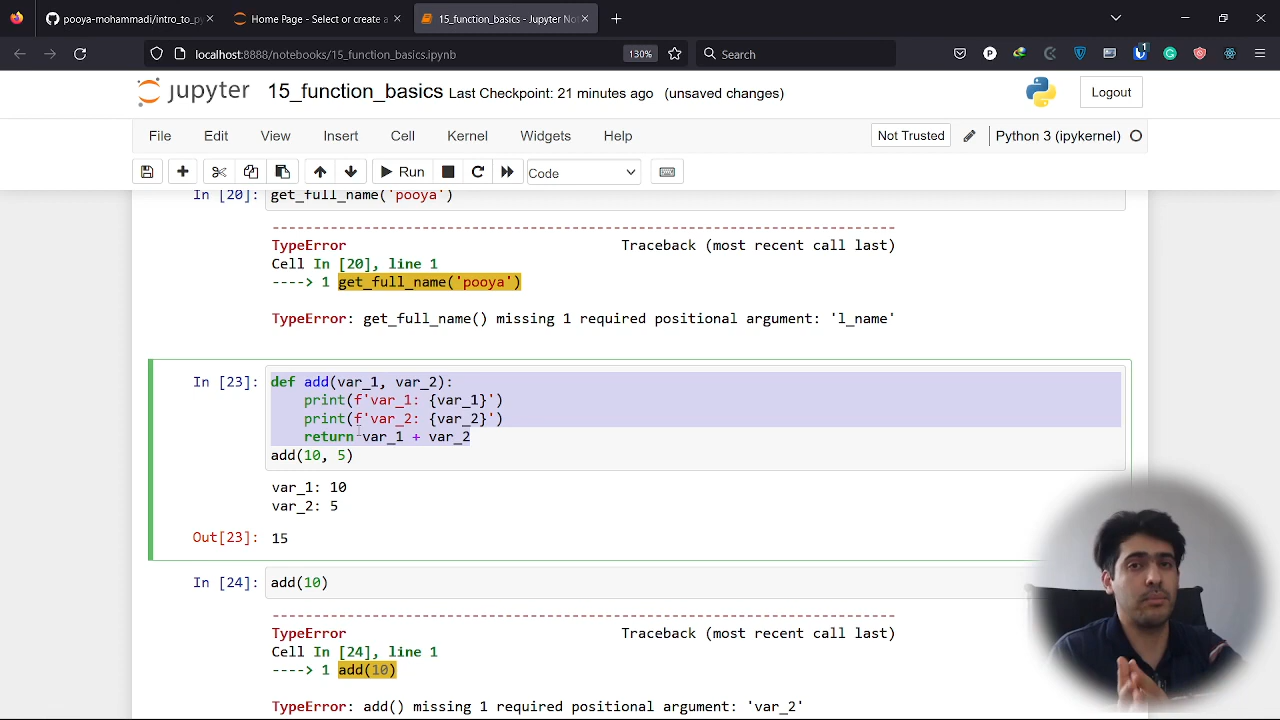 pooya-mohammadi/intro_to_py
Home Page - Select or create a
15_function_basics - Jupyter Not
localhost:8888/notebooks/15_function_basics.ipynb
130%
Search
1
jupyter 15_function_basics Last Checkpoint: 21 minutes ago (unsaved changes)
Logout
File Edit View Insert Cell Kernel Widgets Help
Not Trusted
Python 3 (ipykernel)
Run
Code
In [20]: get_full_name('pooya')
---------------------------------------------------------------------------
TypeError Traceback (most recent call last)
Cell In [20], line 1
----> 1 get_full_name('pooya')
TypeError: get_full_name() missing 1 required positional argument: 'l_name'
In [23]: def add(var_1, var_2):
print(f'var_1: {var_1}')
print(f'var_2: {var_2}')
return var_1 + var_2
add(10, 5)
var_1: 10
var_2: 5
Out[23]: 15
In [24]: add(10)
---------------------------------------------------------------------------
TypeError Traceback (most recent call last)
Cell In [24], line 1
----> 1 add(10)
TypeError: add() missing 1 required positional argument: 'var_2'